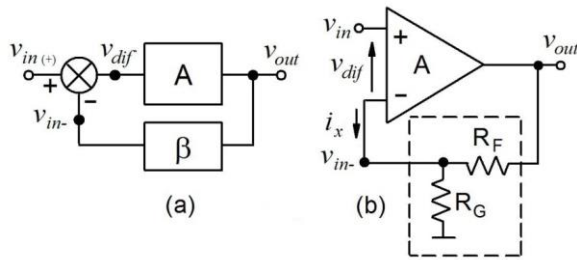 v_in(+)
+
-
v_dif
A
v_out
v_in-
β
(a)
v_in
+
v_dif
A
-
v_out
i_x
v_in-
R_F
R_G
(b)